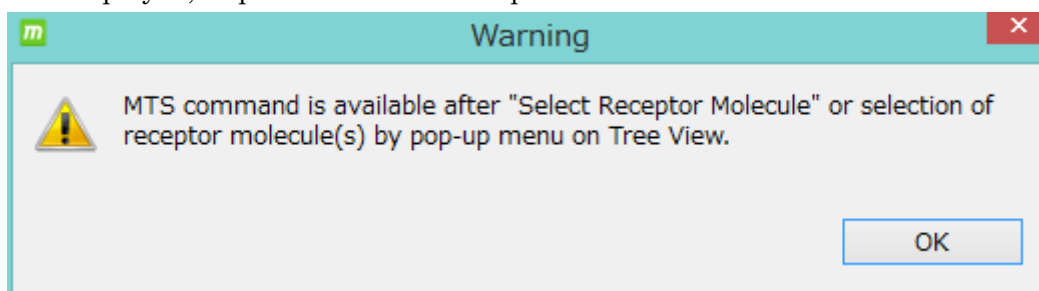 m
Warning
MTS command is available after "Select Receptor Molecule" or selection of
receptor molecule(s) by pop-up menu on Tree View.
OK